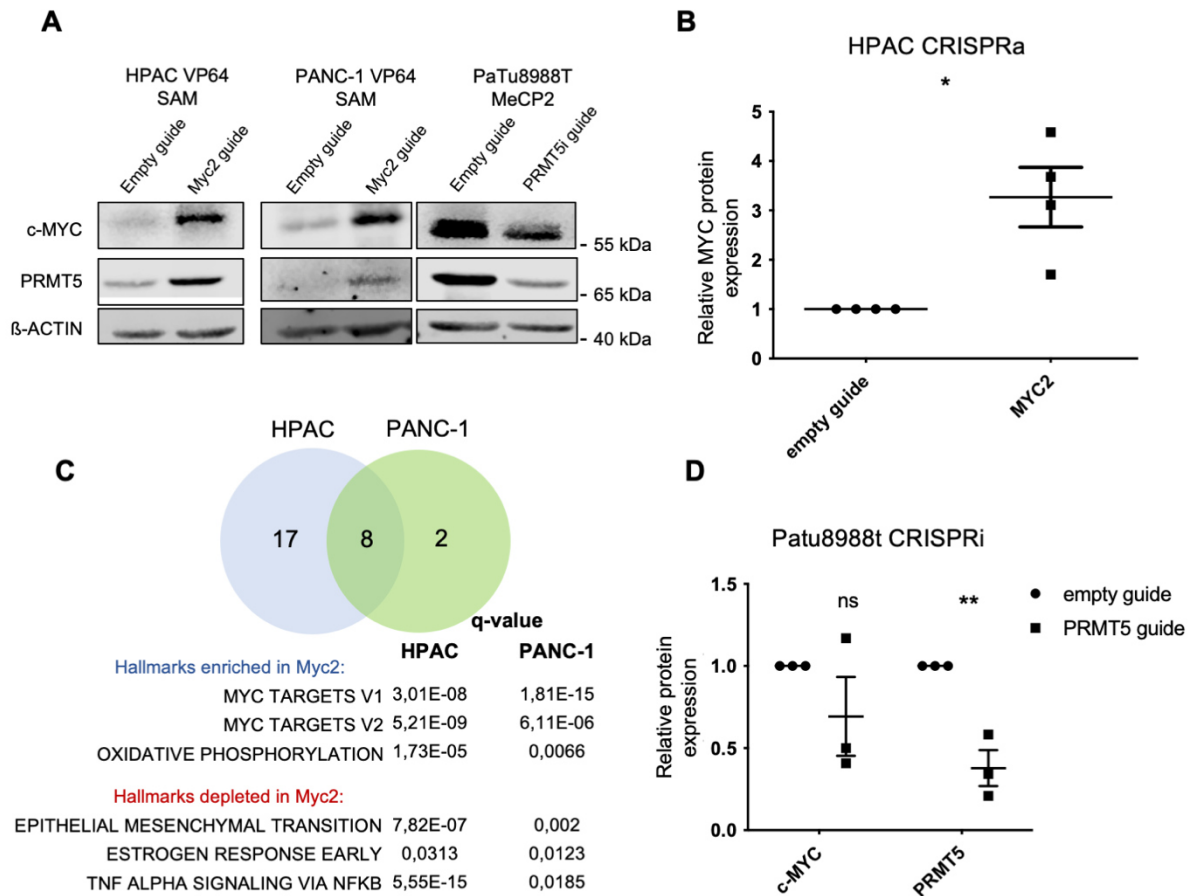 A
HPAC VP64
SAM
PANC-1 VP64
SAM
PaTu8988T
MeCP2
Empty guide
Myc2 guide
Empty guide
Myc2 guide
Empty guide
PRMT5i guide
c-MYC
- 55 kDa
PRMT5
- 65 kDa
ß-ACTIN
- 40 kDa
B
HPAC CRISPRa
*
Relative MYC protein
expression
5
4
3
2
1
0
empty guide
MYC2
C
HPAC
PANC-1
17
8
2
q-value
HPAC PANC-1
Hallmarks enriched in Myc2:
MYC TARGETS V1 3,01E-08 1,81E-15
MYC TARGETS V2 5,21E-09 6,11E-06
OXIDATIVE PHOSPHORYLATION 1,73E-05 0,0066
Hallmarks depleted in Myc2:
EPITHELIAL MESENCHYMAL TRANSITION 7,82E-07 0,002
ESTROGEN RESPONSE EARLY 0,0313 0,0123
TNF ALPHA SIGNALING VIA NFKB 5,55E-15 0,0185
D
Patu8988t CRISPRi
Relative protein
expression
1.5
1.0
0.5
0.0
ns
**
empty guide
PRMT5 guide
c-MYC
PRMT5